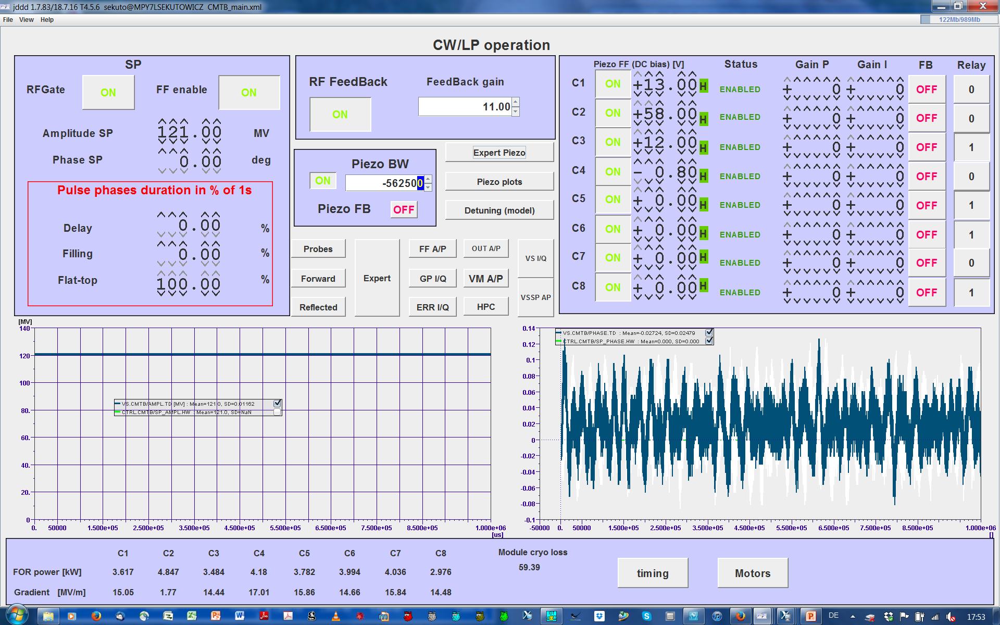 jddd 1.7.83/18.7.16 T4.5.6 sekuto@MPY7LSEKUTOWICZ CMTB_main.xml
File View Help
122Mb/989Mb
CW/LP operation
SP
RFGate ON FF enable ON
Amplitude SP 121.00 MV
Phase SP 0.00 deg
Pulse phases duration in % of 1s
Delay 0.00 %
Filling 0.00 %
Flat-top 100.00 %
RF FeedBack FeedBack gain
ON 11.00
Piezo BW
ON -562500
Piezo FB OFF
Expert Piezo
Piezo plots
Detuning (model)
Probes Expert FF A/P OUT A/P VS I/Q
Forward GP I/Q VM A/P
Reflected ERR I/Q HPC VSSP AP
Piezo FF (DC bias) [V] Status Gain P Gain I FB Relay
C1 ON +13.00 H ENABLED + 0 + 0 OFF 0
C2 ON +58.00 H ENABLED + 0 + 0 OFF 0
C3 ON +12.00 H ENABLED + 0 + 0 OFF 1
C4 ON - 0.80 H ENABLED + 0 + 0 OFF 0
C5 ON + 0.00 H ENABLED + 0 + 0 OFF 1
C6 ON + 0.00 H ENABLED + 0 + 0 OFF 1
C7 ON + 0.00 H ENABLED + 0 + 0 OFF 0
C8 ON + 0.00 H ENABLED + 0 + 0 OFF 1
[MV]
140
120
100
80.
60.
40.
20.
0
VS.CMTB/AMPL.TD [MV] : Mean=121.0, SD=0.01162
CTRL.CMTB/SP_AMPL.HW : Mean=121.0, SD=NaN
0. 50000 1.500e+05 2.500e+05 3.500e+05 4.500e+05 5.500e+05 6.500e+05 7.500e+05 8.500e+05 1.000e+06
[us]
VS.CMTB/PHASE.TD : Mean=-0.02724, SD=0.02479
CTRL.CMTB/SP_PHASE.HW : Mean=0.000, SD=0.000
0.14
0.12
0.1
0.08
0.06
0.04
0.02
0
-0.02
-0.04
-0.06
-0.08
-0.1
-50000 0. 50000 1.500e+05 2.500e+05 3.500e+05 4.500e+05 5.500e+05 6.500e+05 7.500e+05 8.500e+05 1.000e+06
[]
C1 C2 C3 C4 C5 C6 C7 C8 Module cryo loss
FOR power [kW] 3.617 4.847 3.484 4.18 3.782 3.994 4.036 2.976 59.39
Gradient [MV/m] 15.05 1.77 14.44 17.01 15.86 14.66 15.84 14.48
timing Motors
DE 17:53